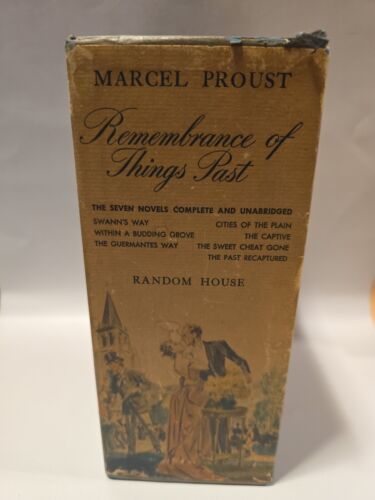 MARCEL PROUST
Remembrance of
Things Past
THE SEVEN NOVELS COMPLETE AND UNABRIDGED
SWANN'S WAY
WITHIN A BUDDING GROVE
THE GUERMANTES WAY
CITIES OF THE PLAIN
THE CAPTIVE
THE SWEET CHEAT GONE
THE PAST RECAPTURED
RANDOM HOUSE